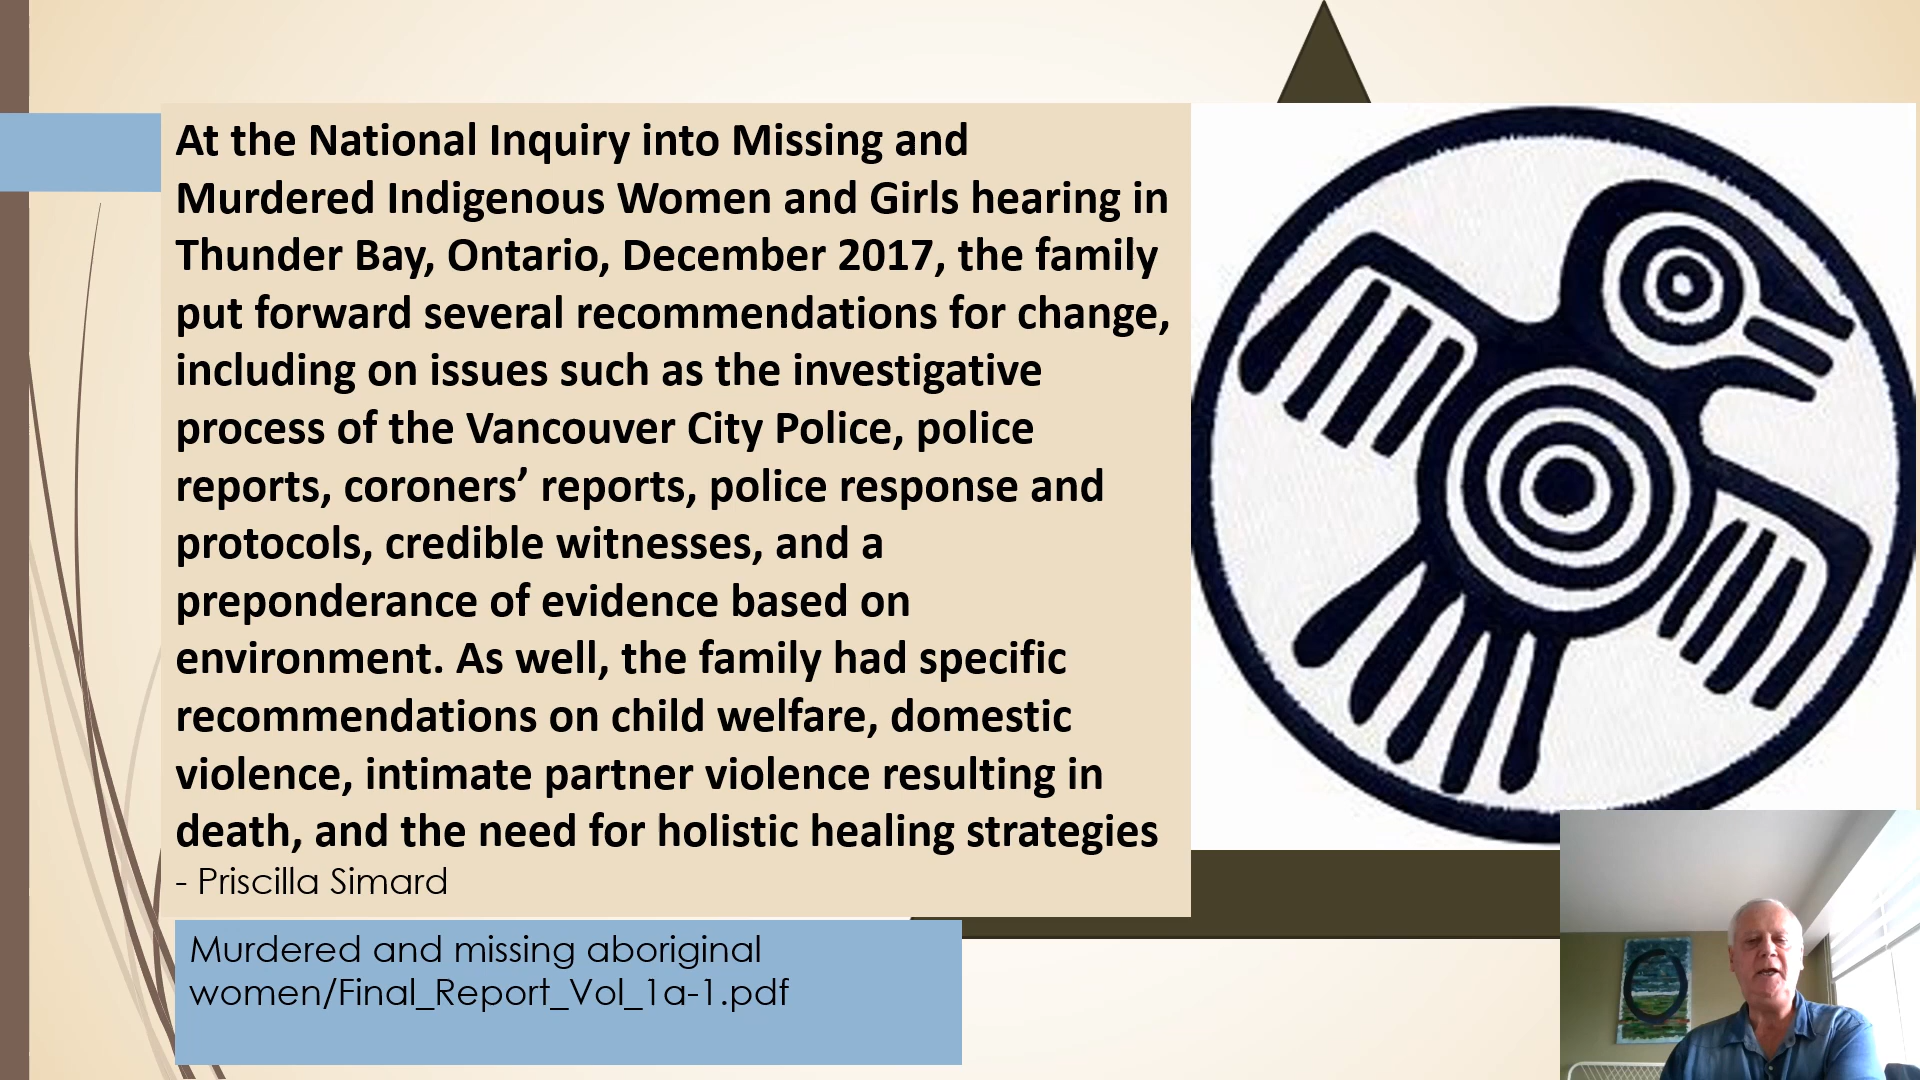 At the National Inquiry into Missing and
Murdered Indigenous Women and Girls hearing in
Thunder Bay, Ontario, December 2017, the family
put forward several recommendations for change,
including on issues such as the investigative
process of the Vancouver City Police, police
reports, coroners’ reports, police response and
protocols, credible witnesses, and a
preponderance of evidence based on
environment. As well, the family had specific
recommendations on child welfare, domestic
violence, intimate partner violence resulting in
death, and the need for holistic healing strategies
- Priscilla Simard
Murdered and missing aboriginal
women/Final_Report_Vol_1a-1.pdf